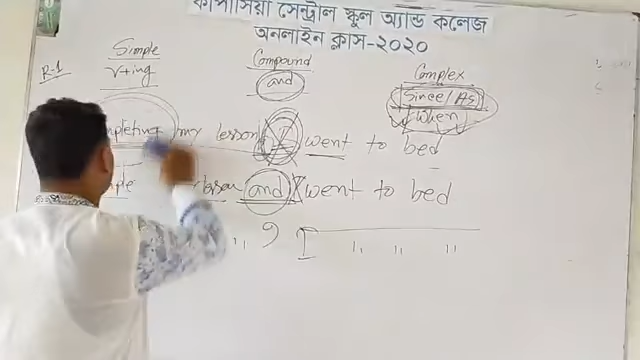 কাপাসিয়া সেন্ট্রাল স্কুল অ্যান্ড কলেজ
অনলাইন ক্লাস-২০২০
Simple Compound Complex
R-1 V+ing and Since/As
When
mpleting my lesson I went to bed
and I went to bed
, I